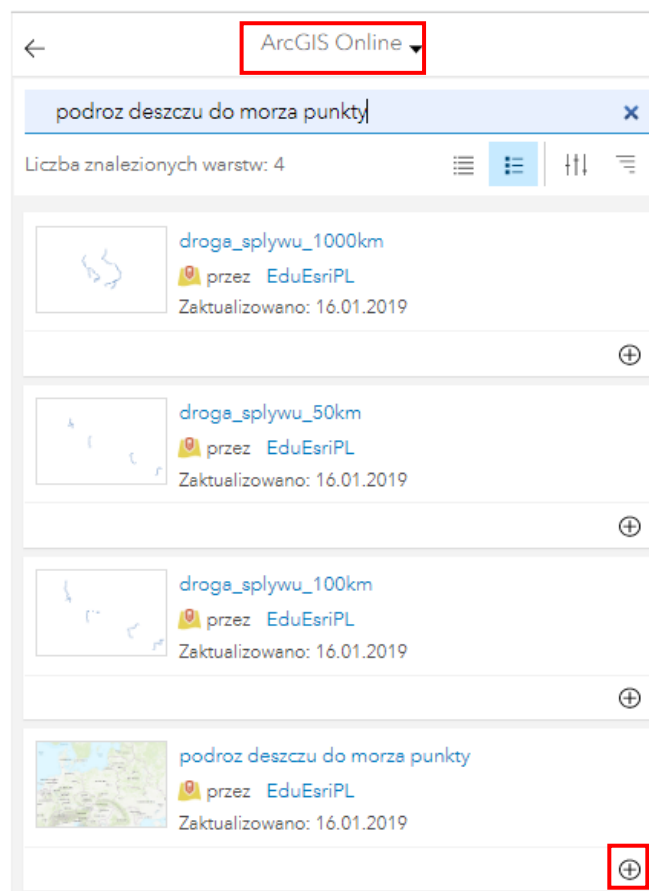 ArcGIS Online
podroz deszczu do morza punkty
Liczba znalezionych warstw: 4
droga_splywu_1000km
przez EduEsriPL
Zaktualizowano: 16.01.2019
droga_splywu_50km
przez EduEsriPL
Zaktualizowano: 16.01.2019
droga_splywu_100km
przez EduEsriPL
Zaktualizowano: 16.01.2019
podroz deszczu do morza punkty
przez EduEsriPL
Zaktualizowano: 16.01.2019